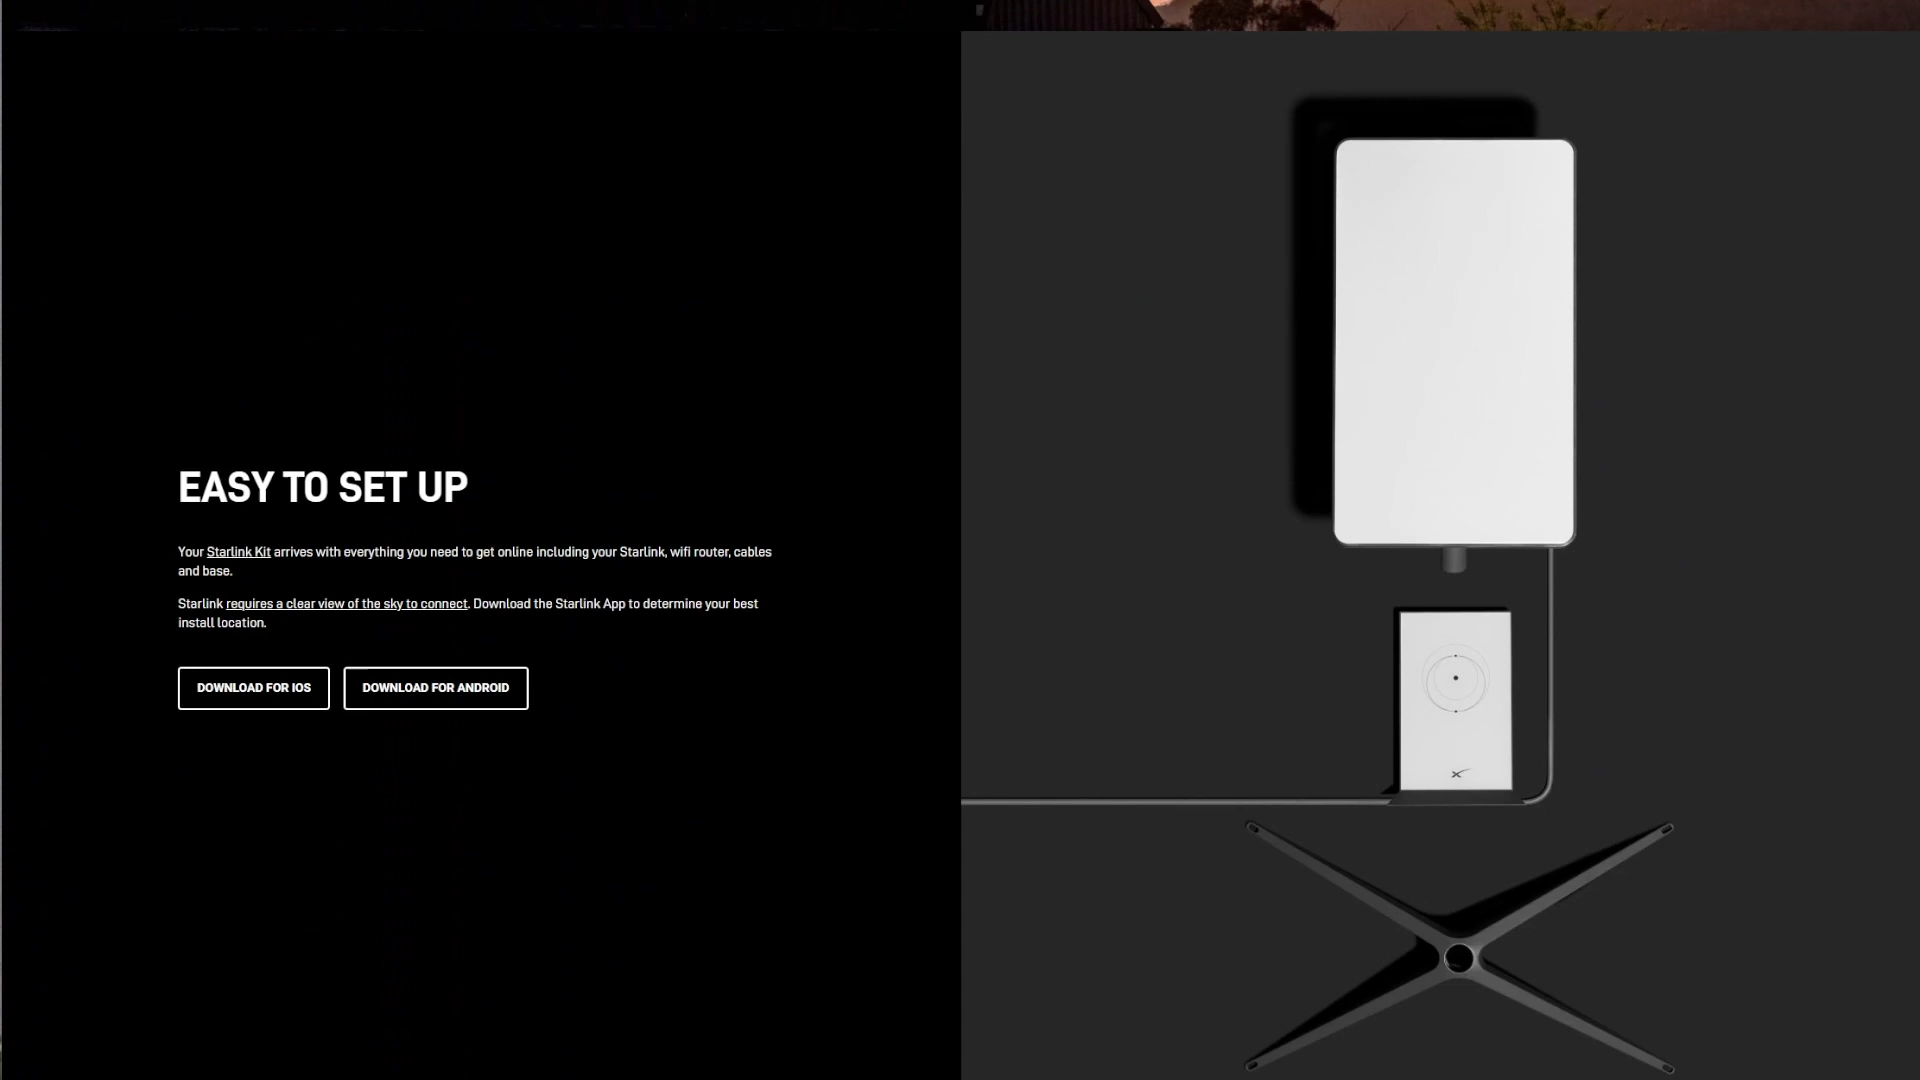 EASY TO SET UP
Your Starlink Kit arrives with everything you need to get online including your Starlink, wifi router, cables
and base.
Starlink requires a clear view of the sky to connect. Download the Starlink App to determine your best
install location.
DOWNLOAD FOR IOS
DOWNLOAD FOR ANDROID